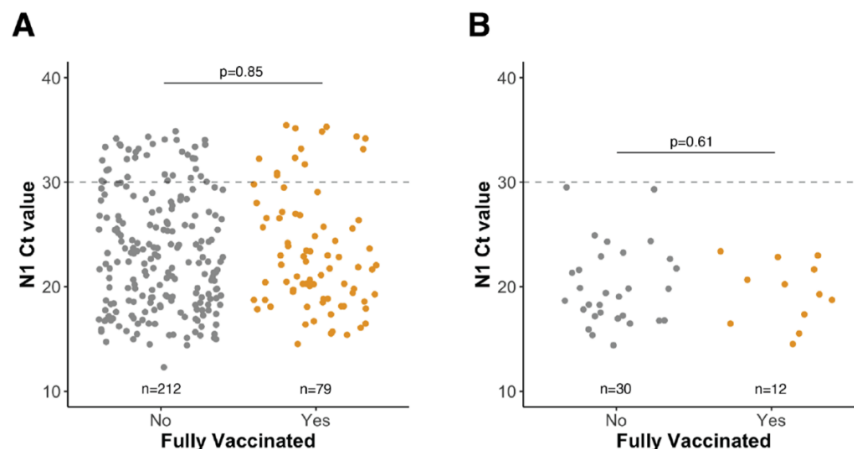 A
B
N1 Ct value
40
30
20
10
p=0.85
n=212
n=79
No
Yes
Fully Vaccinated
N1 Ct value
40
30
20
10
p=0.61
n=30
n=12
No
Yes
Fully Vaccinated